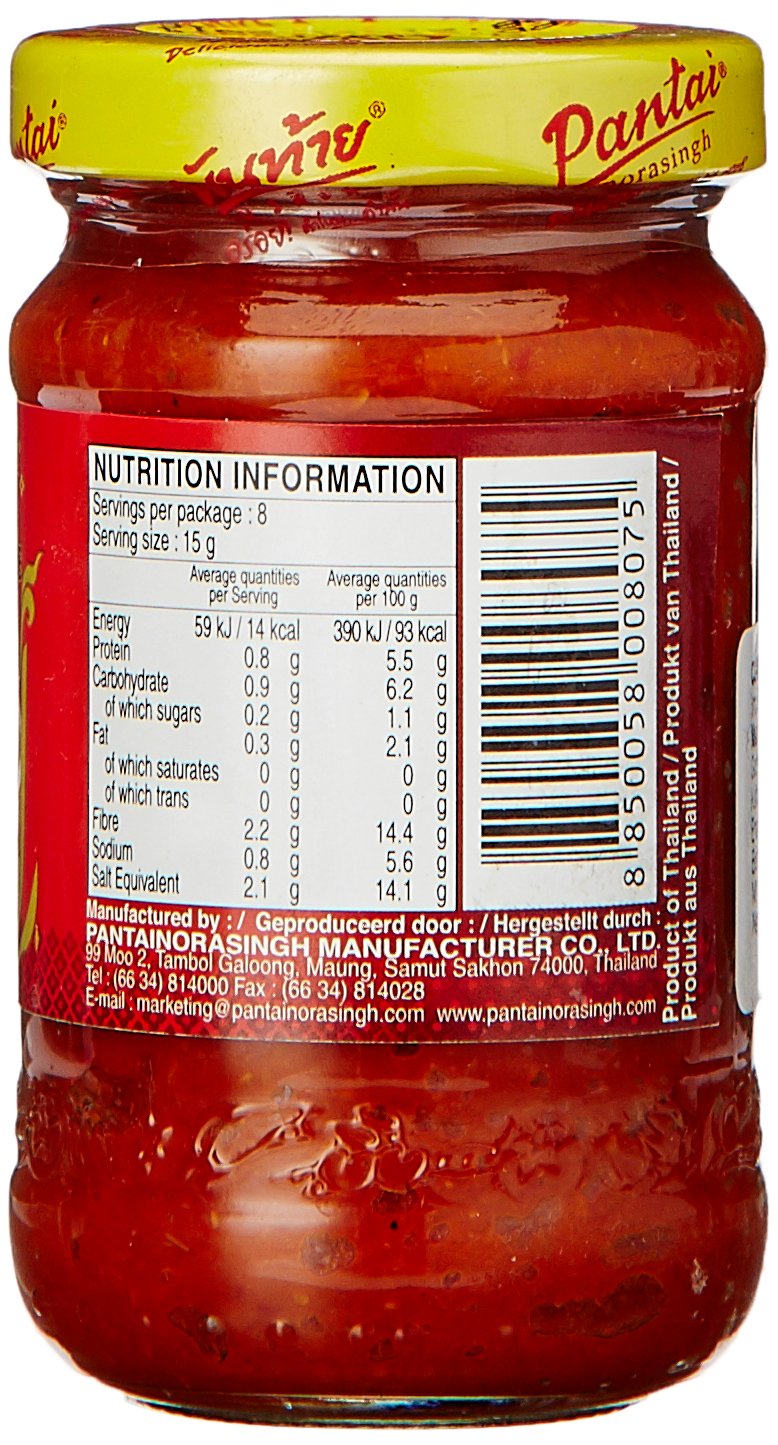 Pantai®
tai®
พันท้าย®
norasingh
อร่อย!
NUTRITION INFORMATION
Servings per package : 8
Serving size : 15 g
Average quantities per Serving Average quantities per 100 g
Energy 59 kJ / 14 kcal 390 kJ / 93 kcal
Protein 0.8 g 5.5 g
Carbohydrate 0.9 g 6.2 g
of which sugars 0.2 g 1.1 g
Fat 0.3 g 2.1 g
of which saturates 0 g 0 g
of which trans 0 g 0 g
Fibre 2.2 g 14.4 g
Sodium 0.8 g 5.6 g
Salt Equivalent 2.1 g 14.1 g
8 850058 008075
Product of Thailand / Produkt van Thailand /
Produkt aus Thailand
Manufactured by : / Geproduceerd door : / Hergestellt durch :
PANTAINORASINGH MANUFACTURER CO., LTD.
99 Moo 2, Tambol Galoong, Maung, Samut Sakhon 74000, Thailand
Tel : (66 34) 814000 Fax : (66 34) 814028
E-mail : marketing@pantainorasingh.com www.pantainorasingh.com